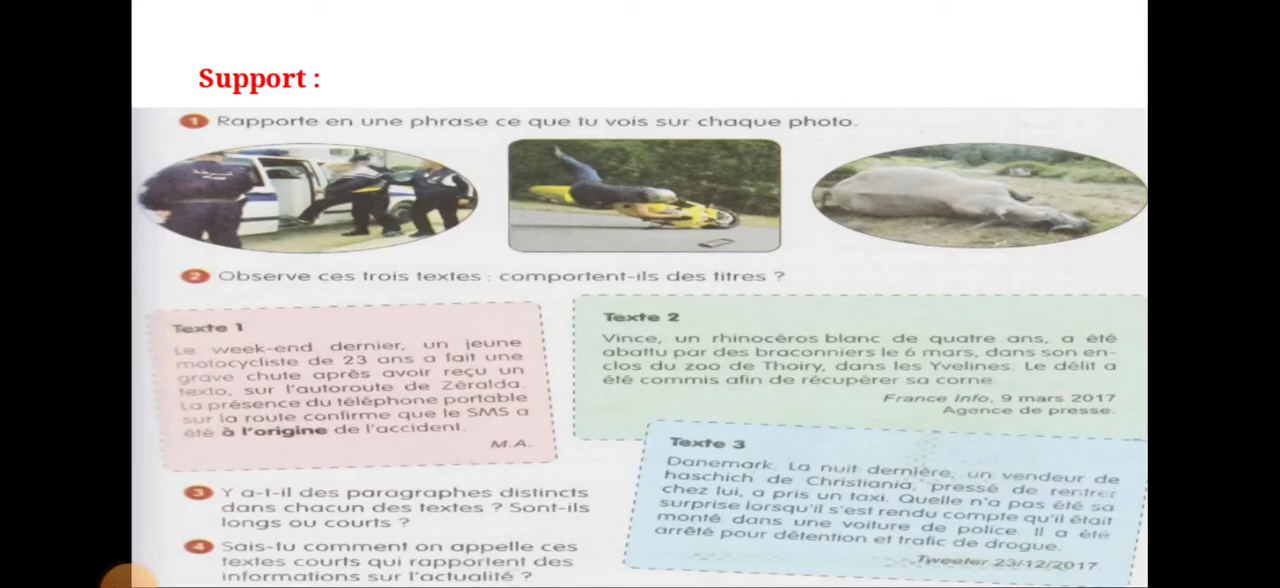 Support :
1 Rapporte en une phrase ce que tu vois sur chaque photo.
2 Observe ces trois textes : comportent-ils des titres ?
Texte 1
Le week-end dernier, un jeune
motocycliste de 23 ans a fait une
grave chute après avoir reçu un
texto, sur l'autoroute de Zéralda.
La présence du téléphone portable
sur la route confirme que le SMS a
été à l'origine de l'accident.
M.A.
Texte 2
Vince, un rhinocéros blanc de quatre ans, a été
abattu par des braconniers le 6 mars, dans son en-
clos du zoo de Thoiry, dans les Yvelines. Le délit a
été commis afin de récupérer sa corne.
France Info, 9 mars 2017
Agence de presse.
Texte 3
Danemark. La nuit dernière, un vendeur de
haschich de Christiania, pressé de rentrer
chez lui, a pris un taxi. Quelle n'a pas été sa
surprise lorsqu'il s'est rendu compte qu'il était
monté dans une voiture de police. Il a été
arrêté pour détention et trafic de drogue.
Tweeter 23/12/2017.
3 Y a-t-il des paragraphes distincts
dans chacun des textes ? Sont-ils
longs ou courts ?
4 Sais-tu comment on appelle ces
textes courts qui rapportent des
informations sur l'actualité ?